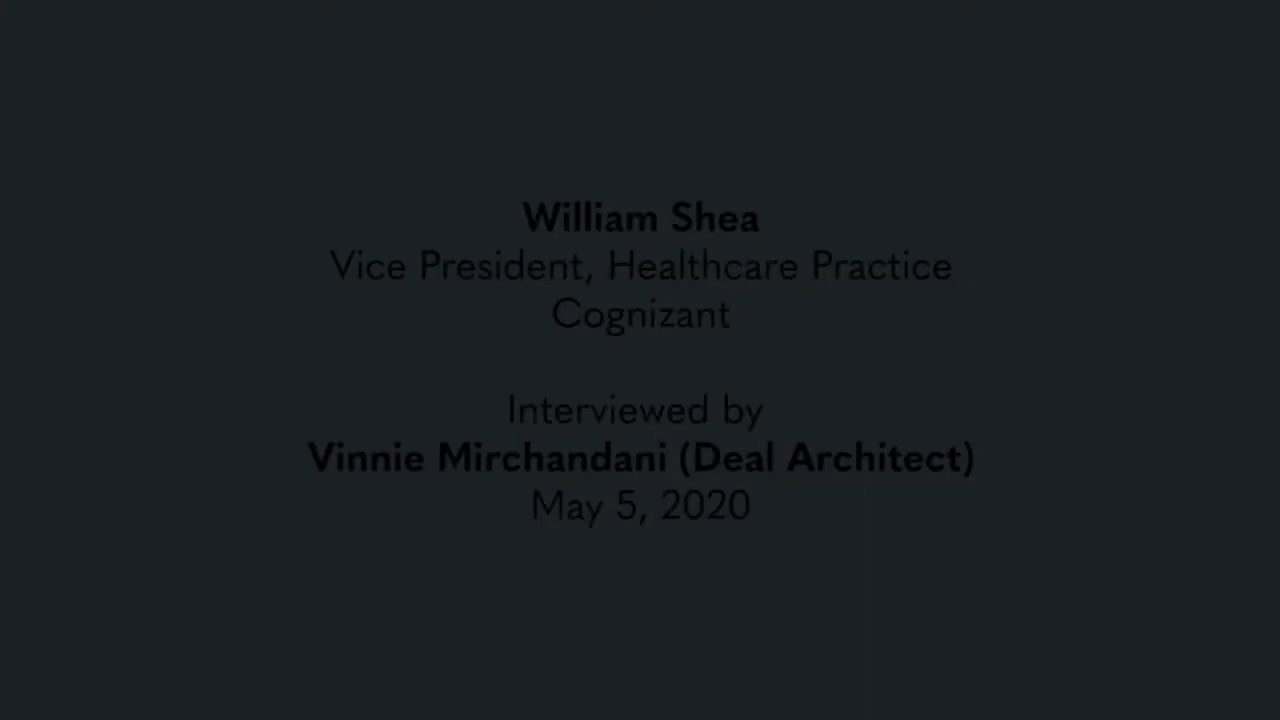 William Shea
Vice President, Healthcare Practice
Cognizant
Interviewed by
Vinnie Mirchandani (Deal Architect)
May 5, 2020